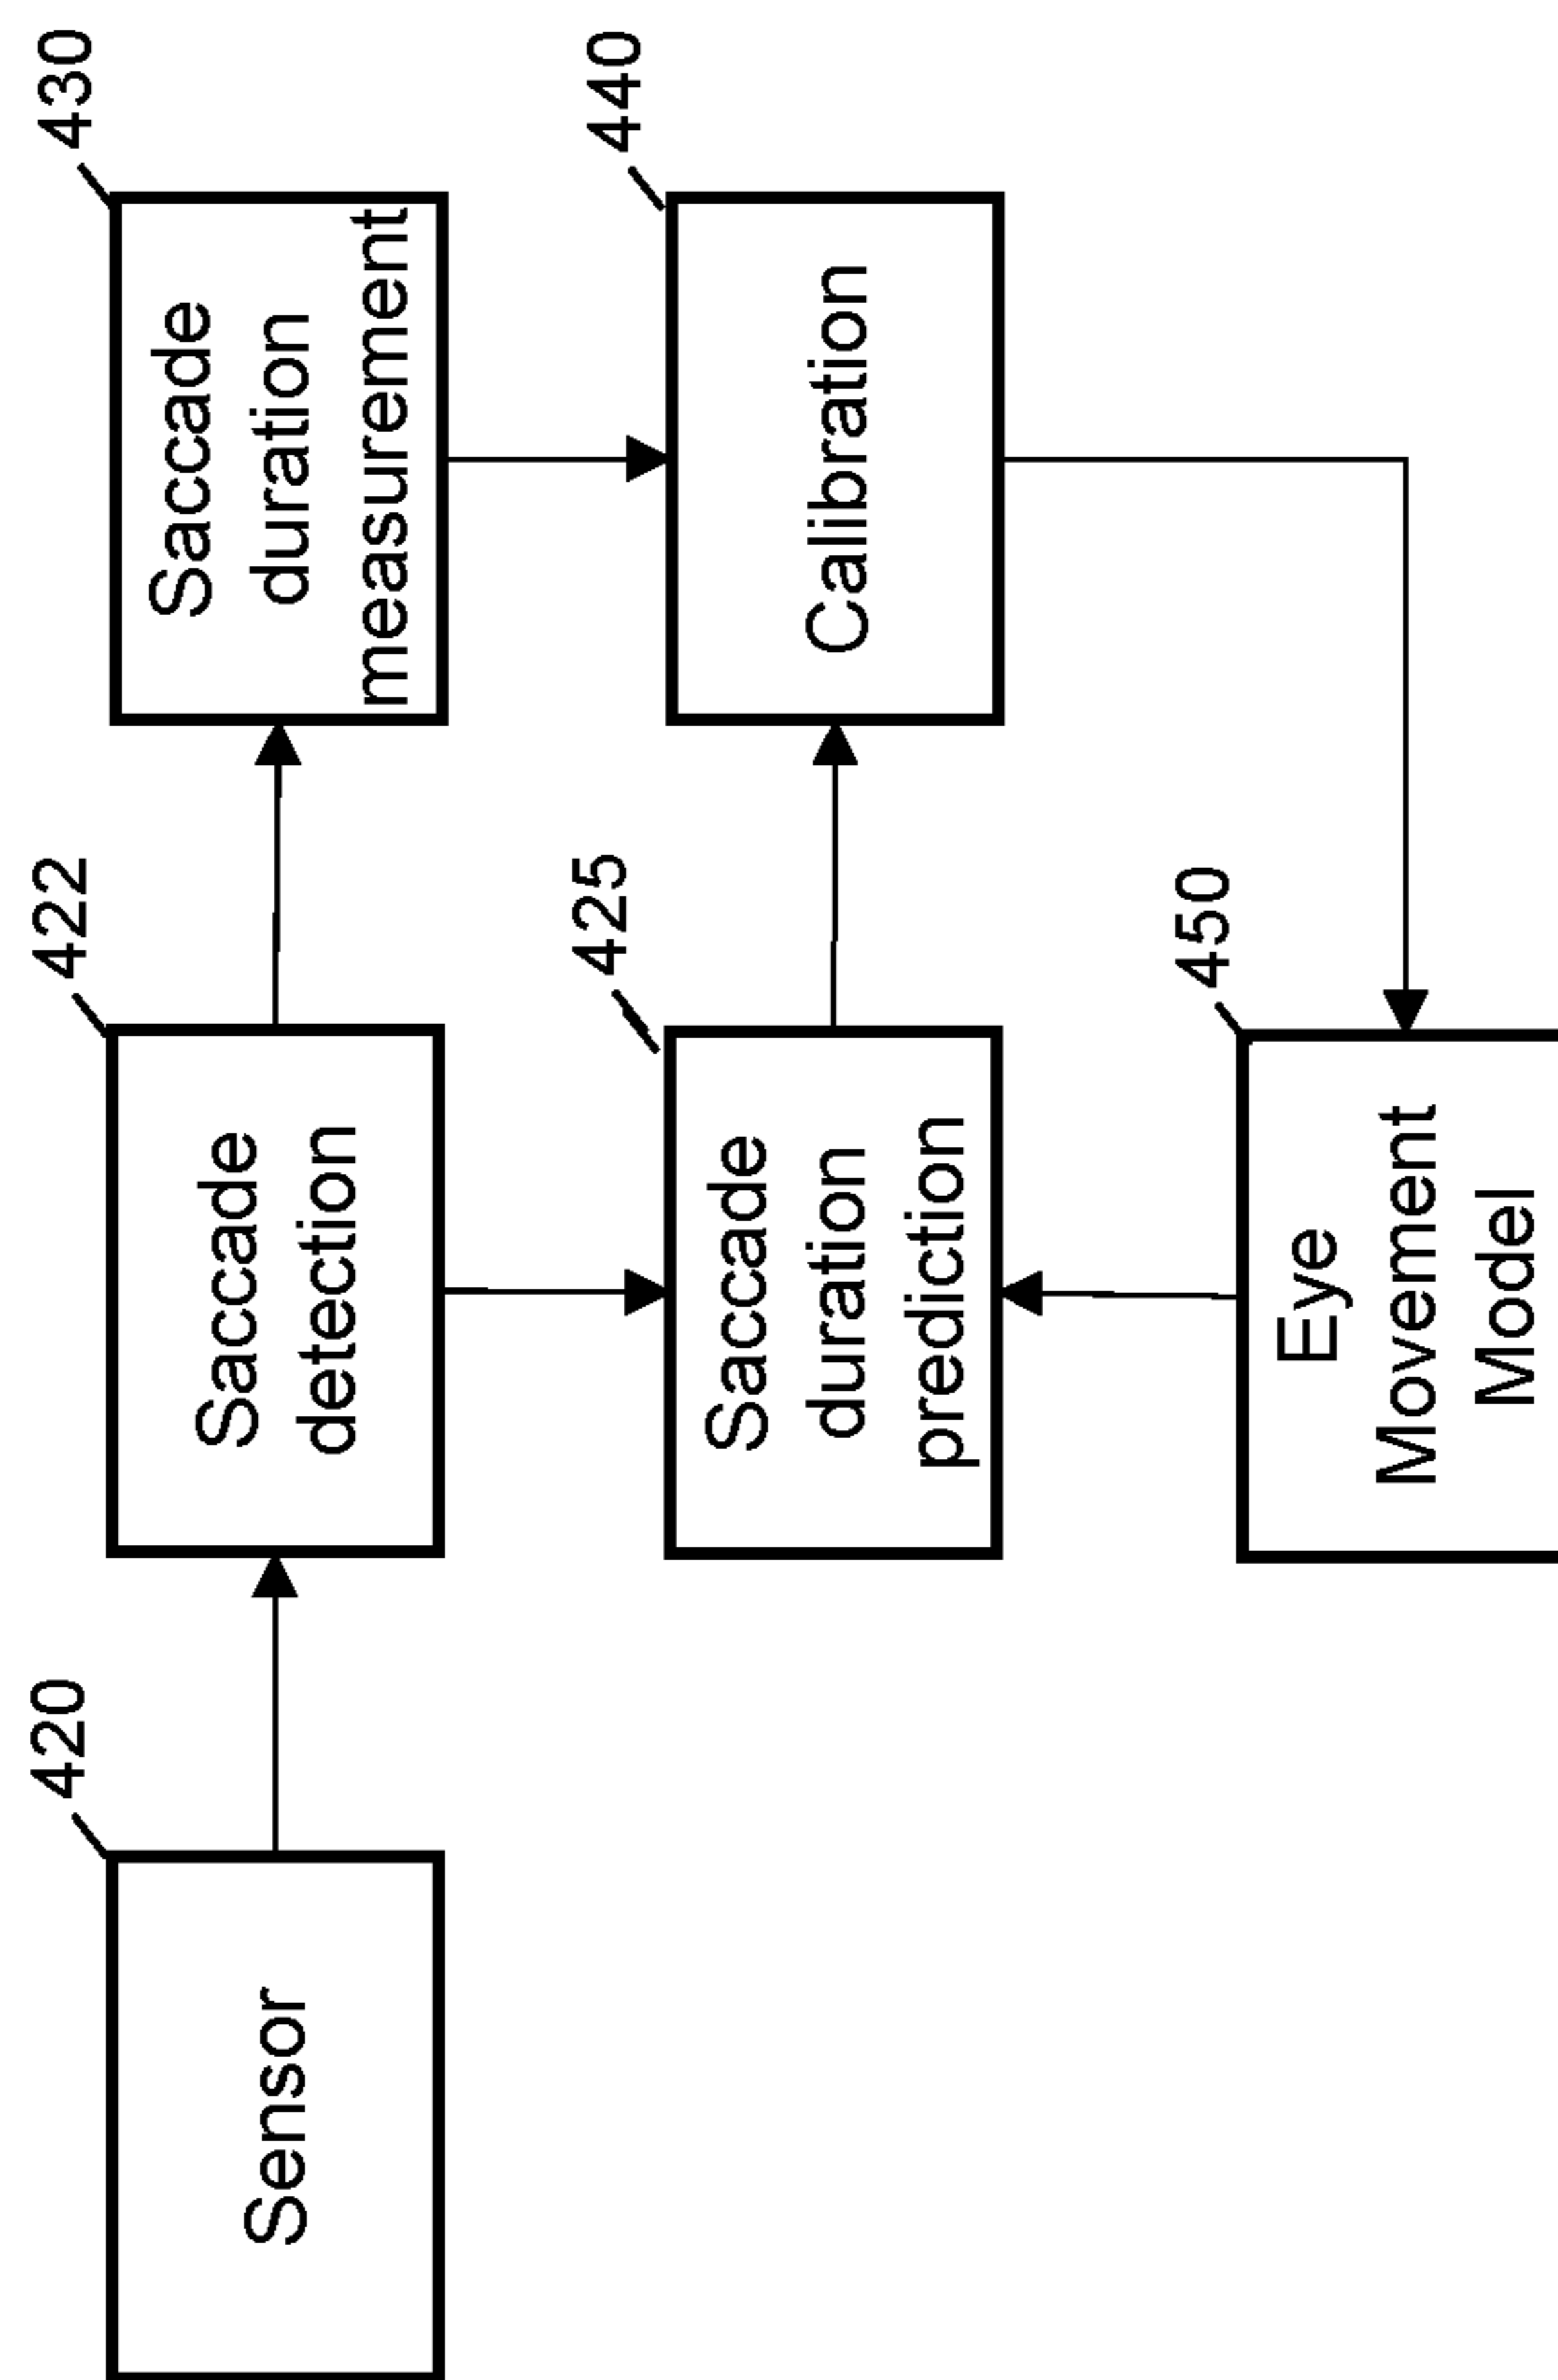 420
Sensor
422
Saccade
detection
430
Saccade
duration
measurement
425
Saccade
duration
prediction
440
Calibration
450
Eye
Movement
Model